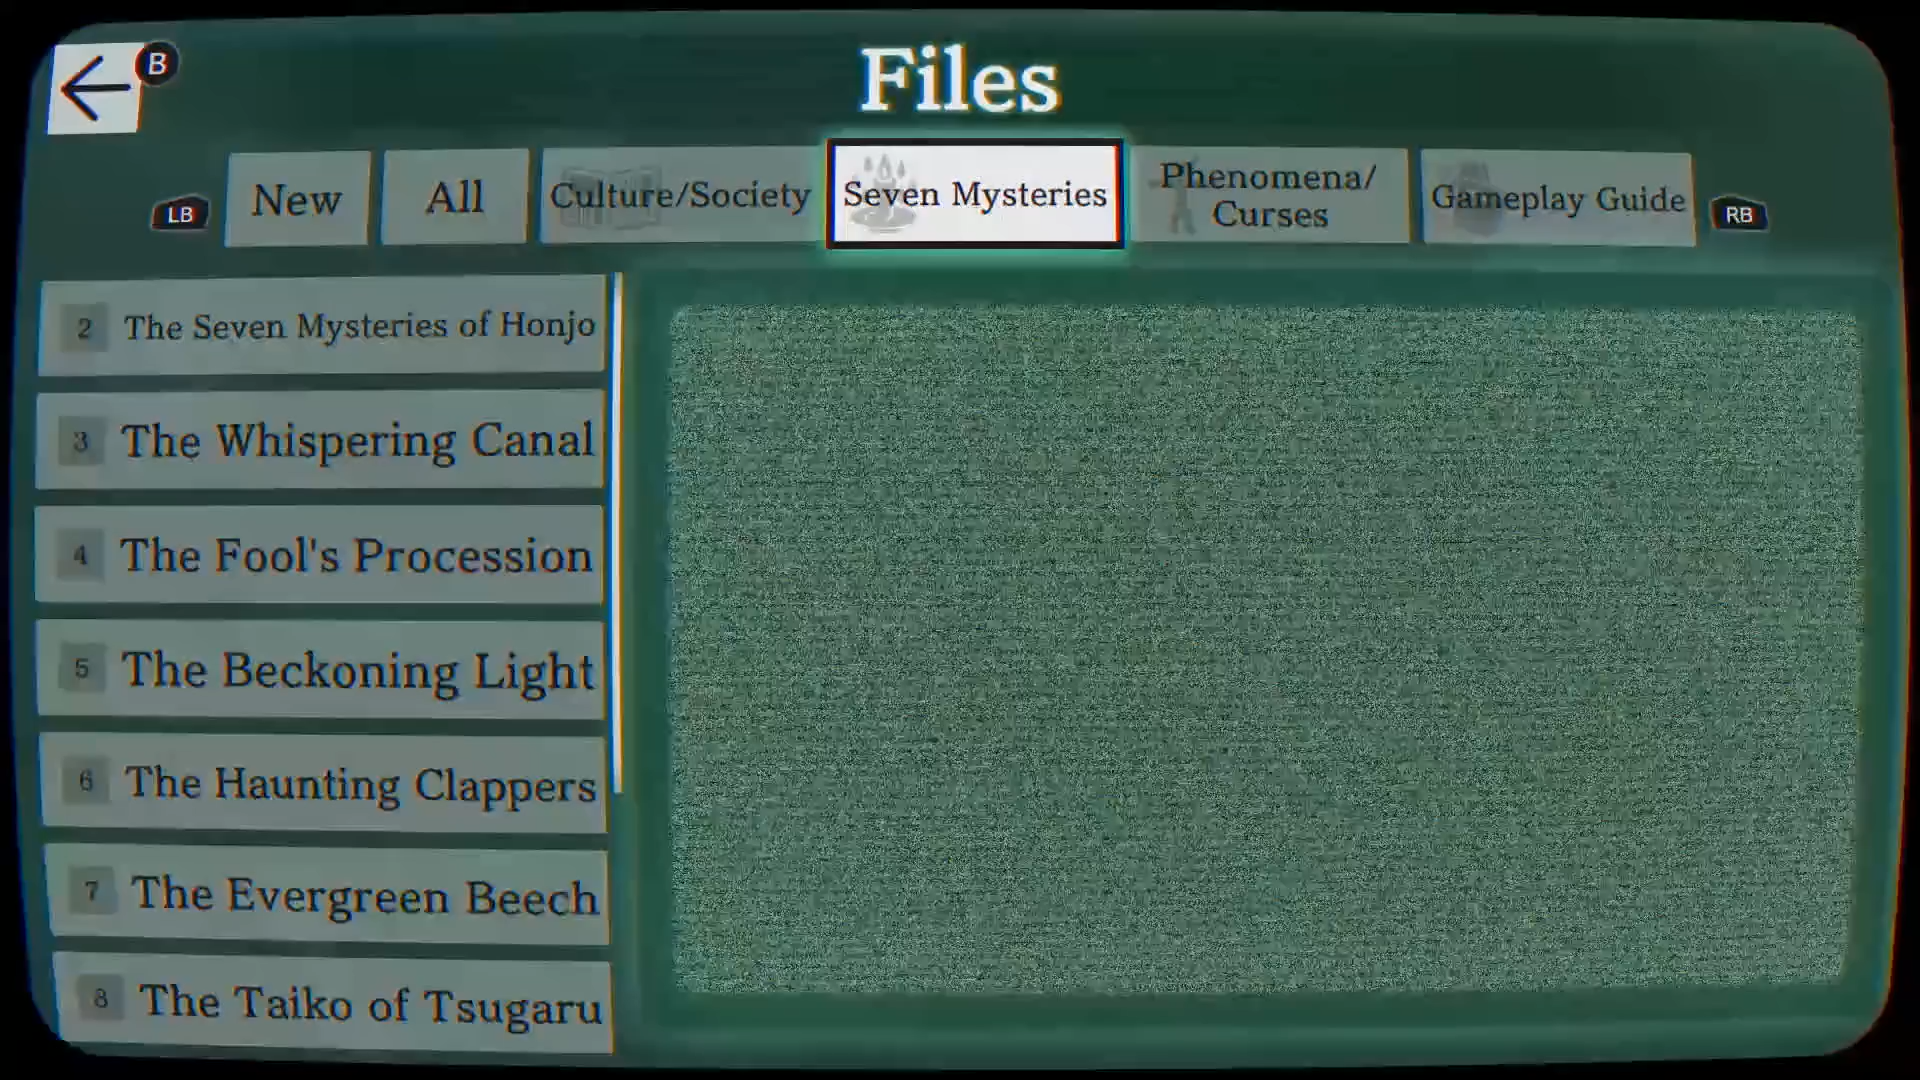 B
Files
LB
New
All
Culture/Society
Seven Mysteries
Phenomena/
Curses
Gameplay Guide
RB
2 The Seven Mysteries of Honjo
3 The Whispering Canal
4 The Fool's Procession
5 The Beckoning Light
6 The Haunting Clappers
7 The Evergreen Beech
8 The Taiko of Tsugaru